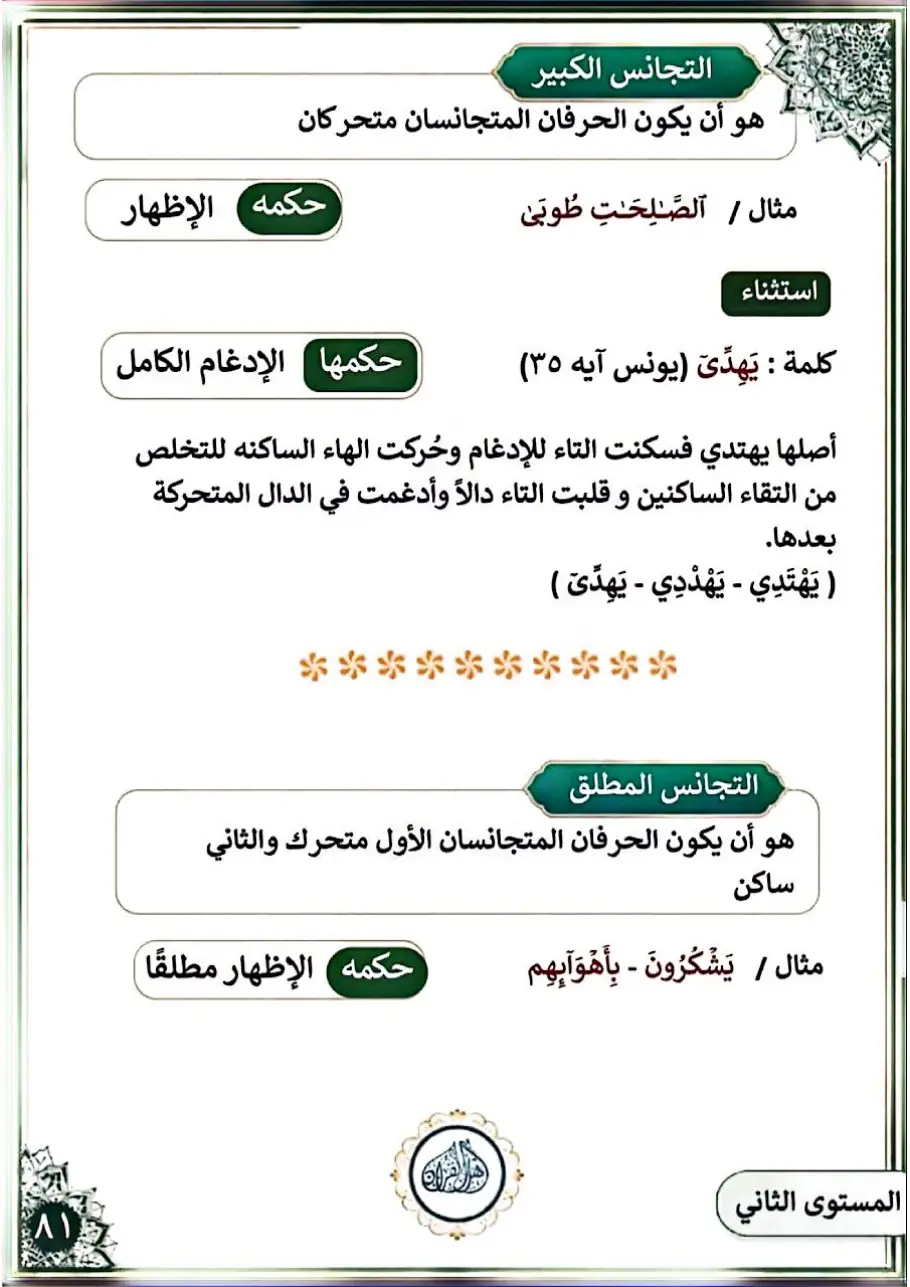 التجانس الكبير
هو أن يكون الحرفان المتجانسان متحركان
مثال / ٱلصَّـٰلِحَـٰتِ طُوبَىٰ
حكمه الإظهار
استثناء
كلمة : يَهِدِّىٓ (يونس آيه ٣٥)
حكمها الإدغام الكامل
أصلها يهتدي فسكنت التاء للإدغام وحُركت الهاء الساكنه للتخلص
من التقاء الساكنين و قلبت التاء دالاً وأدغمت في الدال المتحركة
بعدها.
( يَهْتَدِي - يَهْدْدِي - يَهِدِّىٓ )
التجانس المطلق
هو أن يكون الحرفان المتجانسان الأول متحرك والثاني
ساكن
مثال / يَشْكُرُونَ - بِأَهْوَآئِهِم
حكمه الإظهار مطلقًا
أهل القرآن
المستوى الثاني
٨١